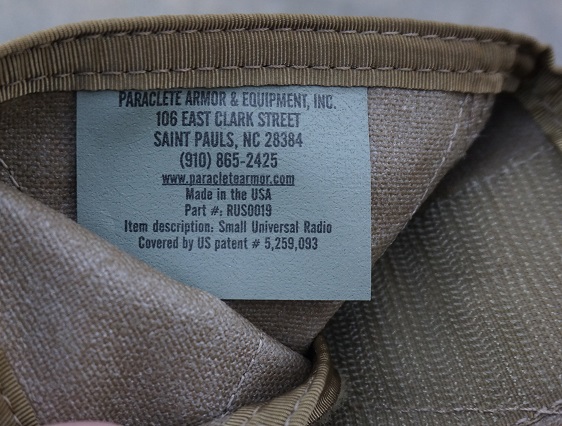 PARACLETE ARMOR & EQUIPMENT, INC.
106 EAST CLARK STREET
SAINT PAULS, NC 28384
(910) 865-2425
www.paracletearmor.com
Made in the USA
Part #: RUS0019
Item description: Small Universal Radio
Covered by US patent # 5,259,093